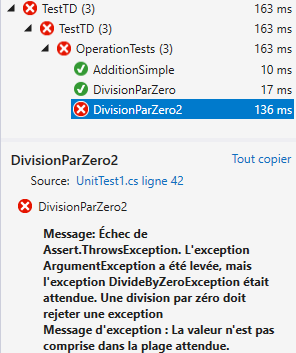 TestTD (3) 163 ms
TestTD (3) 163 ms
OperationTests (3) 163 ms
AdditionSimple 10 ms
DivisionParZero 17 ms
DivisionParZero2 136 ms
DivisionParZero2 Tout copier
Source: UnitTest1.cs ligne 42
DivisionParZero2
Message: Échec de
Assert.ThrowsException. L'exception
ArgumentException a été levée, mais
l'exception DivideByZeroException était
attendue. Une division par zéro doit
rejeter une exception
Message d'exception : La valeur n'est pas
comprise dans la plage attendue.